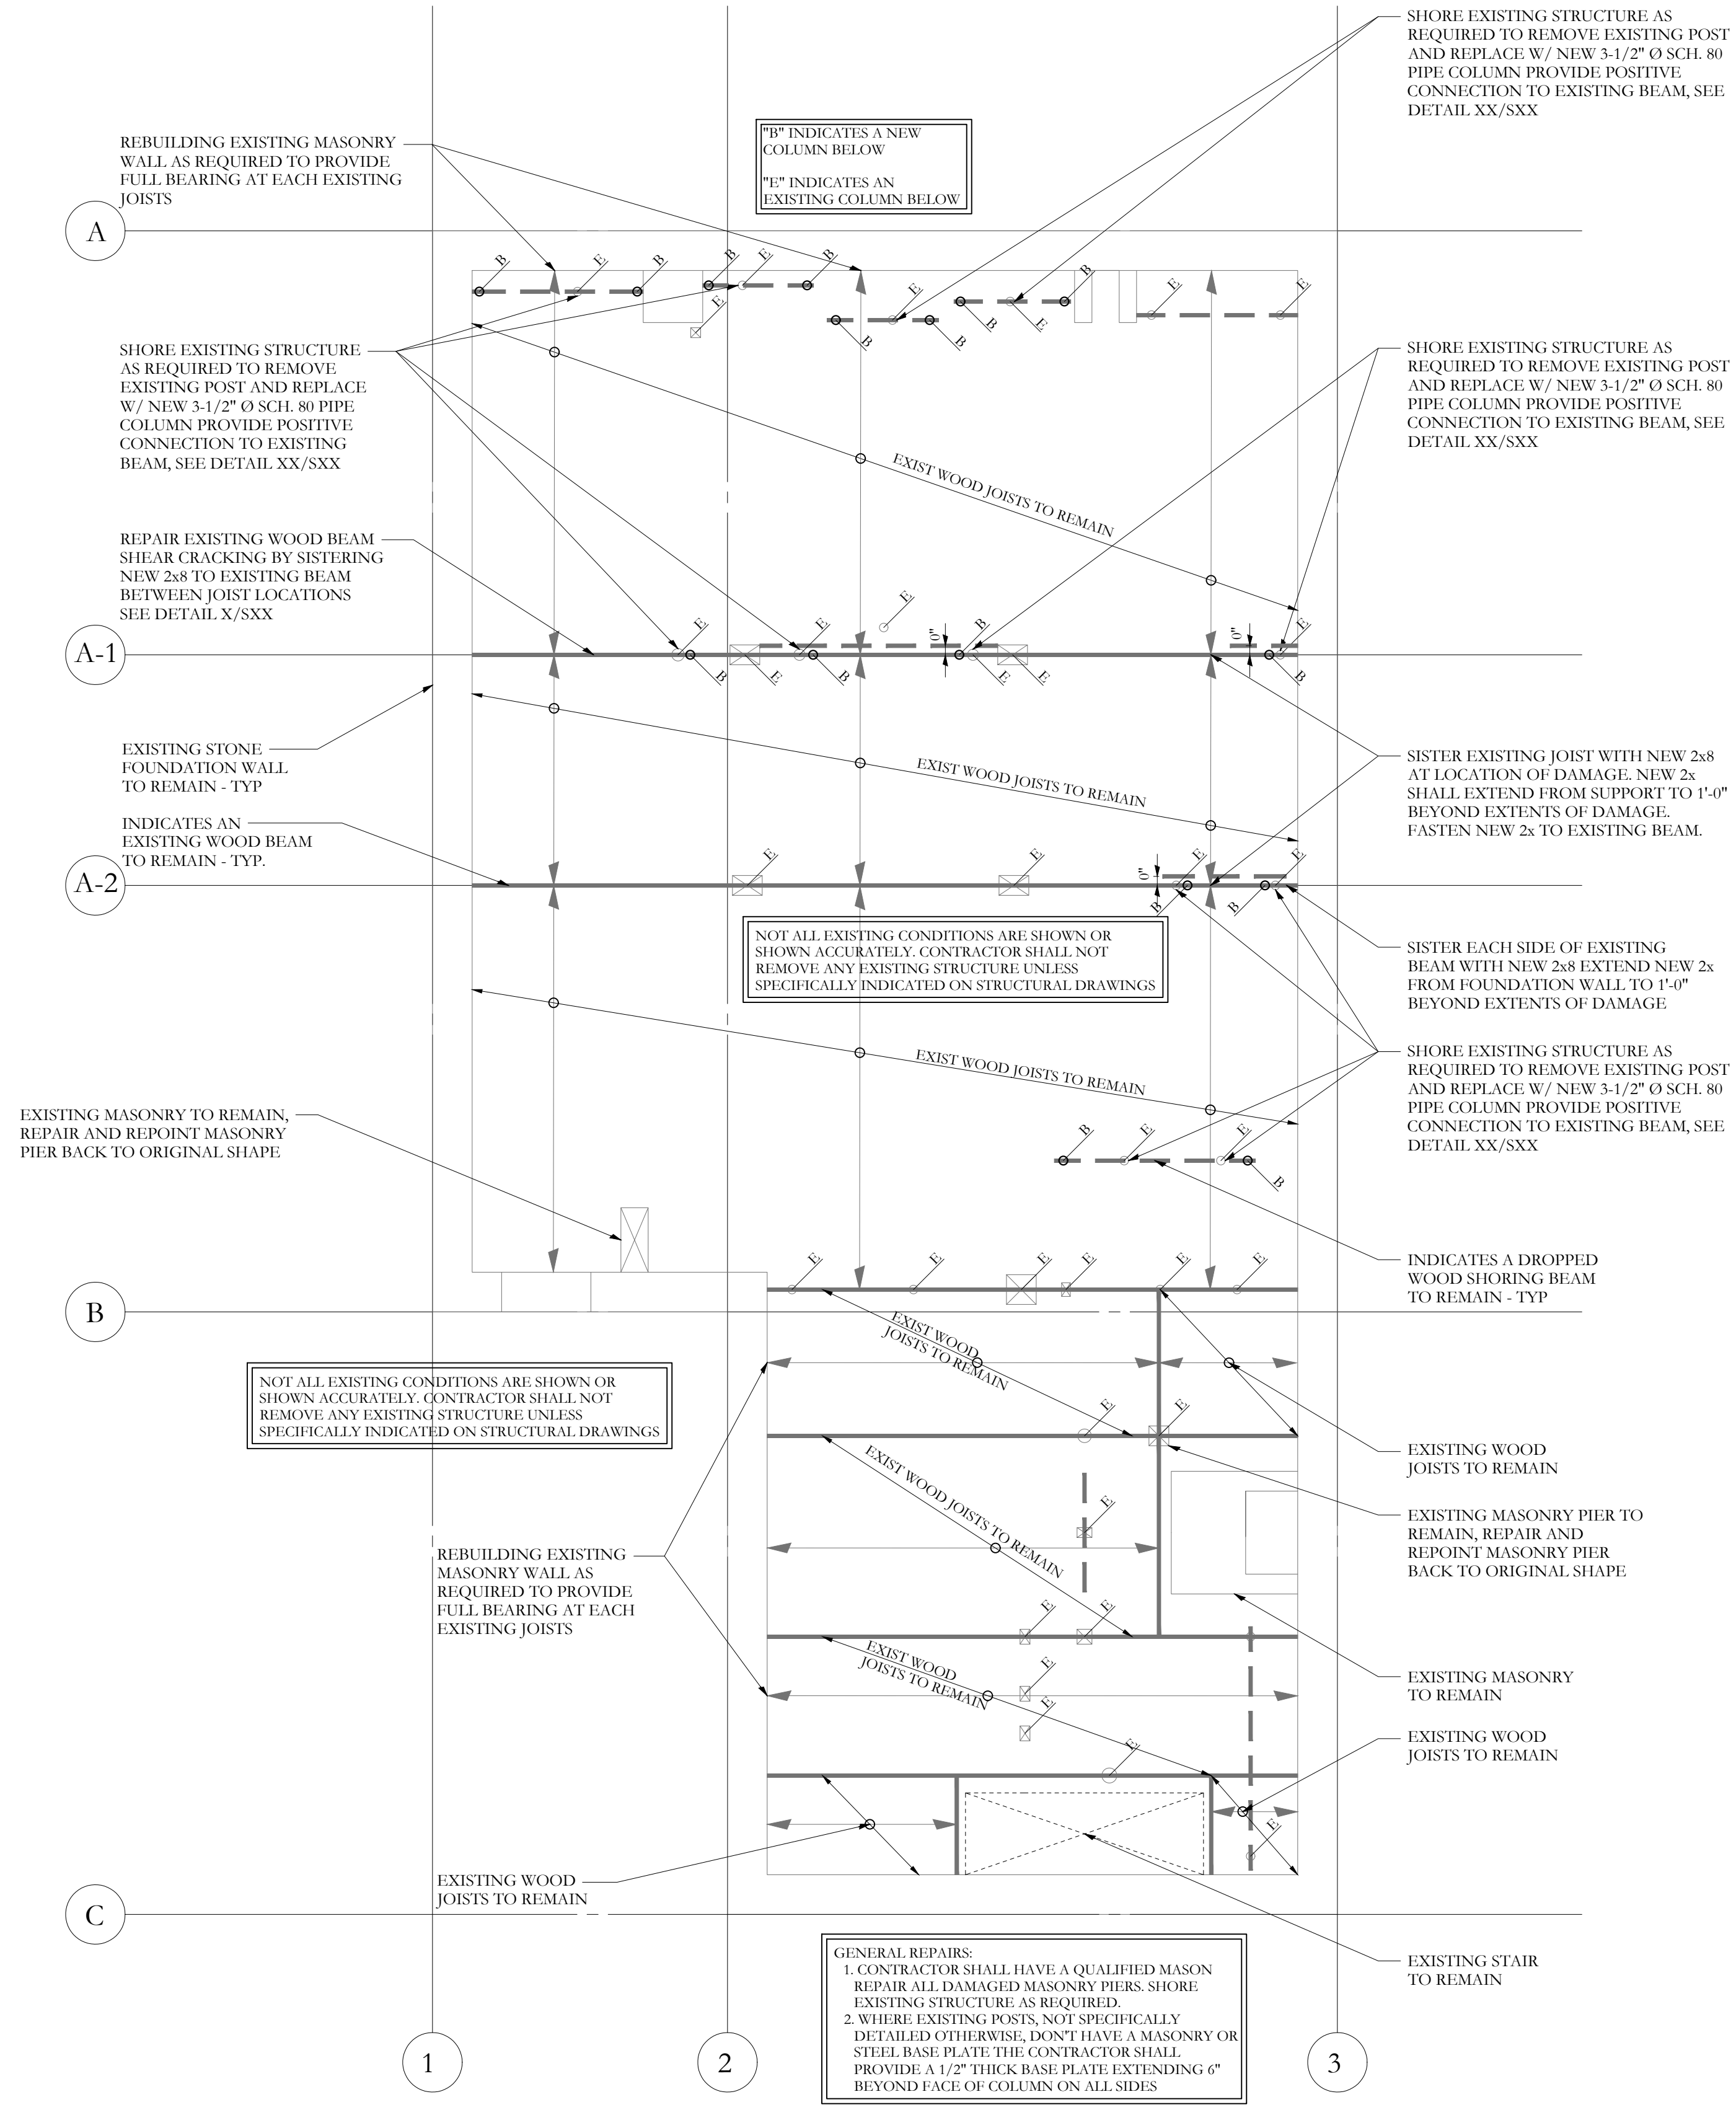 SHORE EXISTING STRUCTURE AS
REQUIRED TO REMOVE EXISTING POST
AND REPLACE W/ NEW 3-1/2" Ø SCH. 80
PIPE COLUMN PROVIDE POSITIVE
CONNECTION TO EXISTING BEAM, SEE
DETAIL XX/SXX
"B" INDICATES A NEW
COLUMN BELOW
"E" INDICATES AN
EXISTING COLUMN BELOW
REBUILDING EXISTING MASONRY
WALL AS REQUIRED TO PROVIDE
FULL BEARING AT EACH EXISTING
JOISTS
A
B
E
B
B
E
B
E
E
B
B
B
B
E
E
E
SHORE EXISTING STRUCTURE
AS REQUIRED TO REMOVE
EXISTING POST AND REPLACE
W/ NEW 3-1/2" Ø SCH. 80 PIPE
COLUMN PROVIDE POSITIVE
CONNECTION TO EXISTING
BEAM, SEE DETAIL XX/SXX
SHORE EXISTING STRUCTURE AS
REQUIRED TO REMOVE EXISTING POST
AND REPLACE W/ NEW 3-1/2" Ø SCH. 80
PIPE COLUMN PROVIDE POSITIVE
CONNECTION TO EXISTING BEAM, SEE
DETAIL XX/SXX
EXIST WOOD JOISTS TO REMAIN
REPAIR EXISTING WOOD BEAM
SHEAR CRACKING BY SISTERING
NEW 2x8 TO EXISTING BEAM
BETWEEN JOIST LOCATIONS
SEE DETAIL X/SXX
A-1
E
E
E
B
E
0"
0"
B
E
B
E
E
B
EXISTING STONE
FOUNDATION WALL
TO REMAIN - TYP
EXIST WOOD JOISTS TO REMAIN
SISTER EXISTING JOIST WITH NEW 2x8
AT LOCATION OF DAMAGE. NEW 2x
SHALL EXTEND FROM SUPPORT TO 1'-0"
BEYOND EXTENTS OF DAMAGE.
FASTEN NEW 2x TO EXISTING BEAM.
INDICATES AN
EXISTING WOOD BEAM
TO REMAIN - TYP.
A-2
E
E
E
E
0"
B
B
NOT ALL EXISTING CONDITIONS ARE SHOWN OR
SHOWN ACCURATELY. CONTRACTOR SHALL NOT
REMOVE ANY EXISTING STRUCTURE UNLESS
SPECIFICALLY INDICATED ON STRUCTURAL DRAWINGS
SISTER EACH SIDE OF EXISTING
BEAM WITH NEW 2x8 EXTEND NEW 2x
FROM FOUNDATION WALL TO 1'-0"
BEYOND EXTENTS OF DAMAGE
EXIST WOOD JOISTS TO REMAIN
SHORE EXISTING STRUCTURE AS
REQUIRED TO REMOVE EXISTING POST
AND REPLACE W/ NEW 3-1/2" Ø SCH. 80
PIPE COLUMN PROVIDE POSITIVE
CONNECTION TO EXISTING BEAM, SEE
DETAIL XX/SXX
EXISTING MASONRY TO REMAIN,
REPAIR AND REPOINT MASONRY
PIER BACK TO ORIGINAL SHAPE
B
E
E
B
INDICATES A DROPPED
WOOD SHORING BEAM
TO REMAIN - TYP
E
E
E
E
E
E
B
EXIST WOOD
JOISTS TO REMAIN
NOT ALL EXISTING CONDITIONS ARE SHOWN OR
SHOWN ACCURATELY. CONTRACTOR SHALL NOT
REMOVE ANY EXISTING STRUCTURE UNLESS
SPECIFICALLY INDICATED ON STRUCTURAL DRAWINGS
E
E
EXISTING WOOD
JOISTS TO REMAIN
EXIST WOOD JOISTS TO REMAIN
E
EXISTING MASONRY PIER TO
REMAIN, REPAIR AND
REPOINT MASONRY PIER
BACK TO ORIGINAL SHAPE
REBUILDING EXISTING
MASONRY WALL AS
REQUIRED TO PROVIDE
FULL BEARING AT EACH
EXISTING JOISTS
E
E
EXIST WOOD
JOISTS TO REMAIN
E
E
EXISTING MASONRY
TO REMAIN
EXISTING WOOD
JOISTS TO REMAIN
E
E
EXISTING WOOD
JOISTS TO REMAIN
C
GENERAL REPAIRS:
1. CONTRACTOR SHALL HAVE A QUALIFIED MASON
REPAIR ALL DAMAGED MASONRY PIERS. SHORE
EXISTING STRUCTURE AS REQUIRED.
2. WHERE EXISTING POSTS, NOT SPECIFICALLY
DETAILED OTHERWISE, DON'T HAVE A MASONRY OR
STEEL BASE PLATE THE CONTRACTOR SHALL
PROVIDE A 1/2" THICK BASE PLATE EXTENDING 6"
BEYOND FACE OF COLUMN ON ALL SIDES
EXISTING STAIR
TO REMAIN
1
2
3